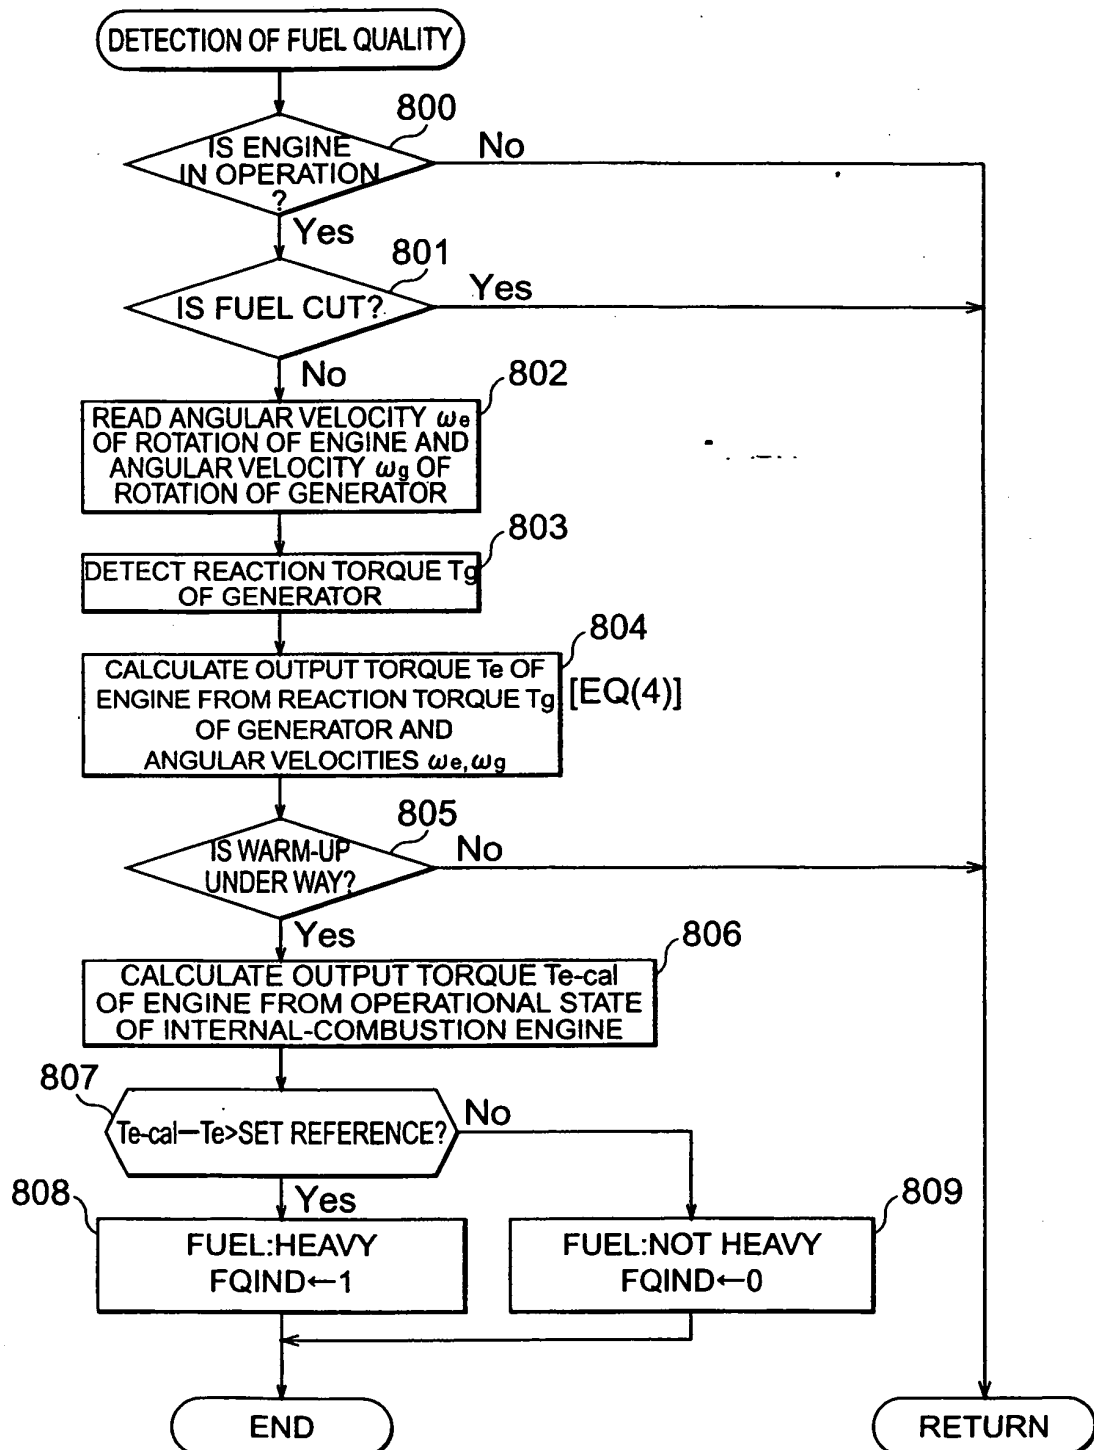 DETECTION OF FUEL QUALITY
800
IS ENGINE
IN OPERATION
?
No
Yes
801
IS FUEL CUT?
Yes
No
802
READ ANGULAR VELOCITY ωe
OF ROTATION OF ENGINE AND
ANGULAR VELOCITY ωg OF
ROTATION OF GENERATOR
803
DETECT REACTION TORQUE Tg
OF GENERATOR
804
CALCULATE OUTPUT TORQUE Te OF
ENGINE FROM REACTION TORQUE Tg
OF GENERATOR AND
ANGULAR VELOCITIES ωe,ωg
[EQ(4)]
805
IS WARM-UP
UNDER WAY?
No
Yes
806
CALCULATE OUTPUT TORQUE Te-cal
OF ENGINE FROM OPERATIONAL STATE
OF INTERNAL-COMBUSTION ENGINE
807
Te-cal—Te>SET REFERENCE?
No
Yes
808
FUEL:HEAVY
FQIND←1
809
FUEL:NOT HEAVY
FQIND←0
END
RETURN